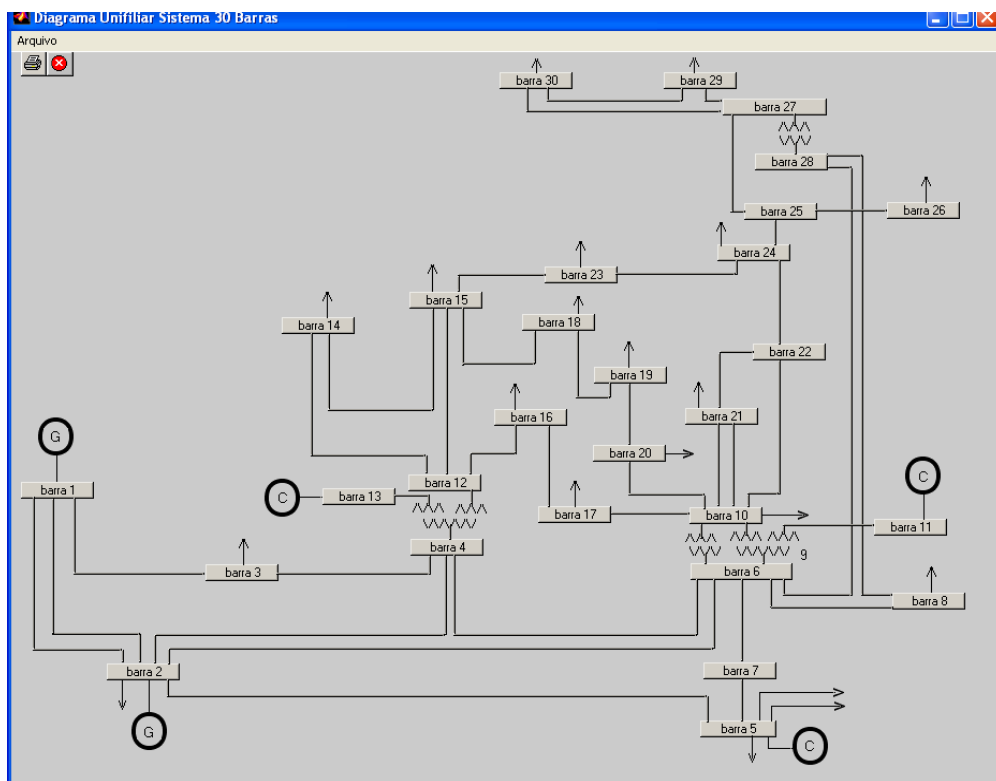 Diagrama Unifiliar Sistema 30 Barras
Arquivo
barra 30
barra 29
barra 27
barra 28
barra 25
barra 26
barra 24
barra 23
barra 15
barra 18
barra 14
barra 22
barra 19
barra 16
barra 21
G
barra 20
C
barra 12
barra 1
C
barra 13
barra 17
barra 10
barra 11
barra 4
9
barra 3
barra 6
barra 8
barra 2
barra 7
G
barra 5
C